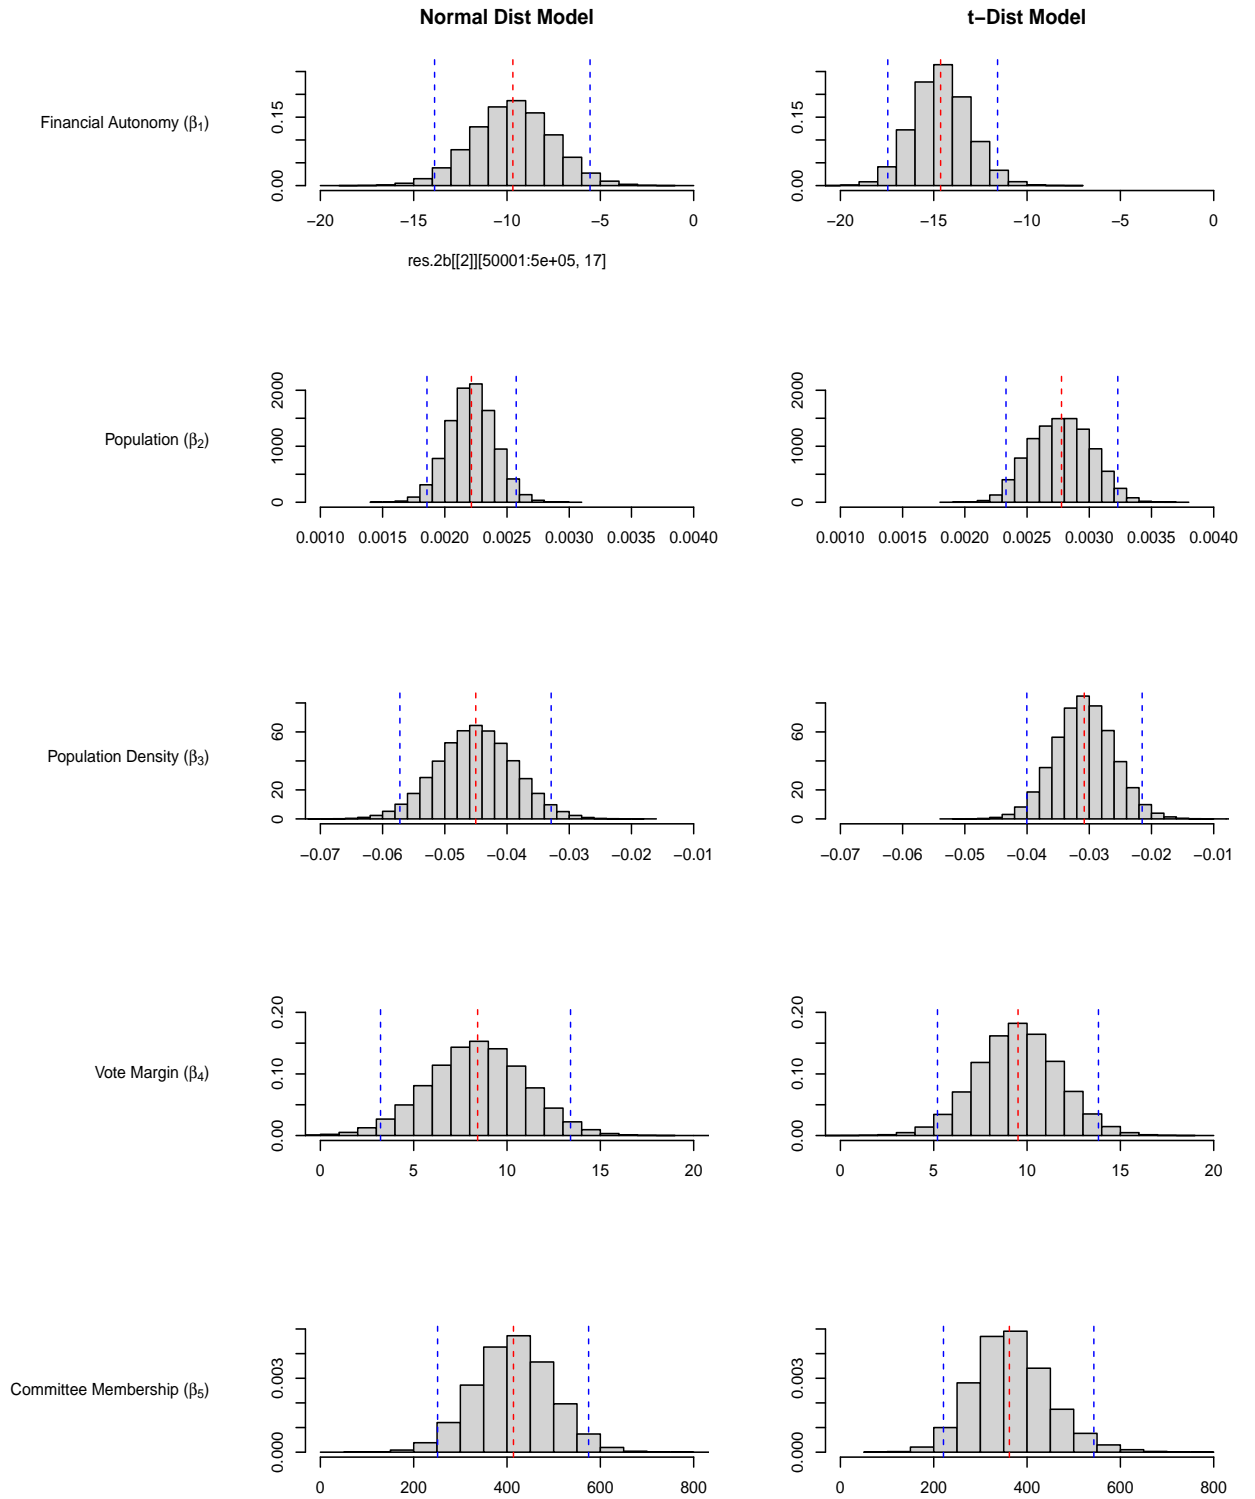 Normal Dist Model
t−Dist Model
Financial Autonomy (β1)
0.00 0.15
−20 −15 −10 −5 0
res.2b[[2]][50001:5e+05, 17]
0.00 0.15
−20 −15 −10 −5 0
Population (β2)
0 1000 2000
0.0010 0.0015 0.0020 0.0025 0.0030 0.0035 0.0040
0 1000 2000
0.0010 0.0015 0.0020 0.0025 0.0030 0.0035 0.0040
Population Density (β3)
0 20 60
−0.07 −0.06 −0.05 −0.04 −0.03 −0.02 −0.01
0 20 60
−0.07 −0.06 −0.05 −0.04 −0.03 −0.02 −0.01
Vote Margin (β4)
0.00 0.10 0.20
0 5 10 15 20
0.00 0.10 0.20
0 5 10 15 20
Committee Membership (β5)
0.000 0.003
0 200 400 600 800
0.000 0.003
0 200 400 600 800